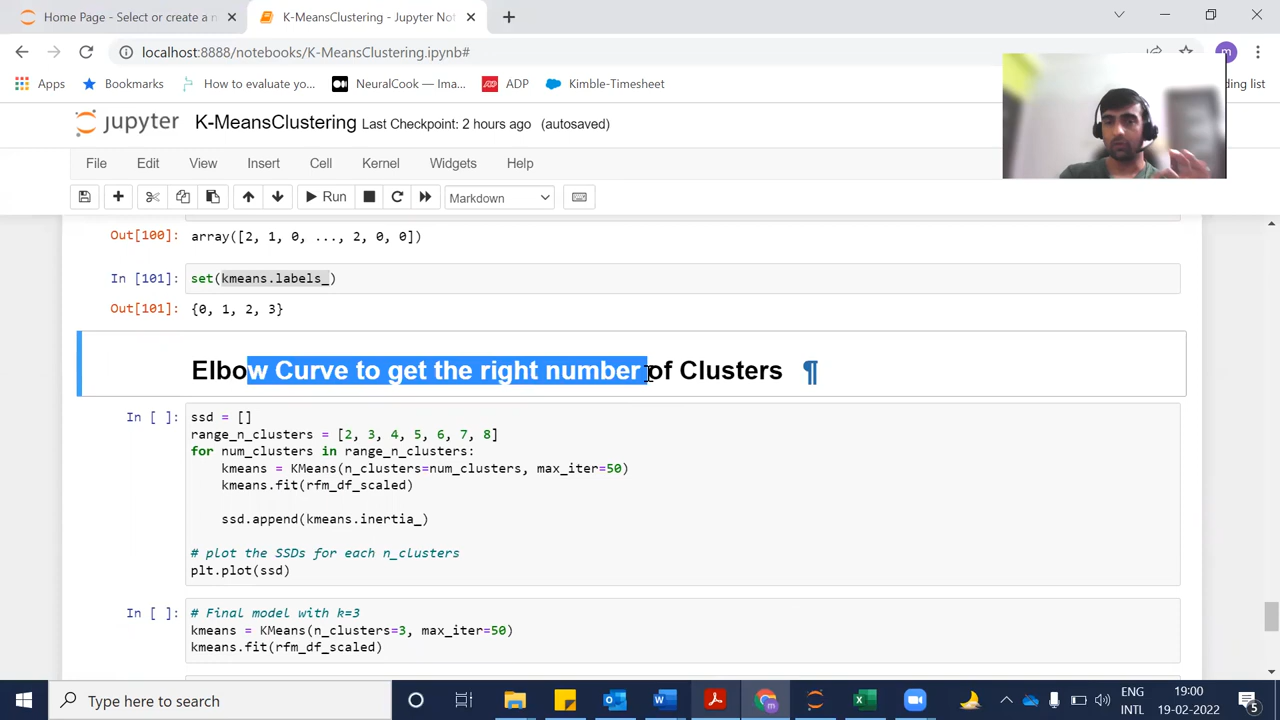 Home Page - Select or create a n
K-MeansClustering - Jupyter Not
localhost:8888/notebooks/K-MeansClustering.ipynb#
Apps Bookmarks How to evaluate your... NeuralCook — Ima... ADP Kimble-Timesheet ding list
jupyter K-MeansClustering Last Checkpoint: 2 hours ago (autosaved)
File Edit View Insert Cell Kernel Widgets Help
Run Markdown
Out[100]: array([2, 1, 0, ..., 2, 0, 0])
In [101]: set(kmeans.labels_)
Out[101]: {0, 1, 2, 3}
Elbow Curve to get the right number of Clusters ¶
In [ ]: ssd = []
range_n_clusters = [2, 3, 4, 5, 6, 7, 8]
for num_clusters in range_n_clusters:
kmeans = KMeans(n_clusters=num_clusters, max_iter=50)
kmeans.fit(rfm_df_scaled)
ssd.append(kmeans.inertia_)
# plot the SSDs for each n_clusters
plt.plot(ssd)
In [ ]: # Final model with k=3
kmeans = KMeans(n_clusters=3, max_iter=50)
kmeans.fit(rfm_df_scaled)
Type here to search
ENG
INTL
19:00
19-02-2022
5